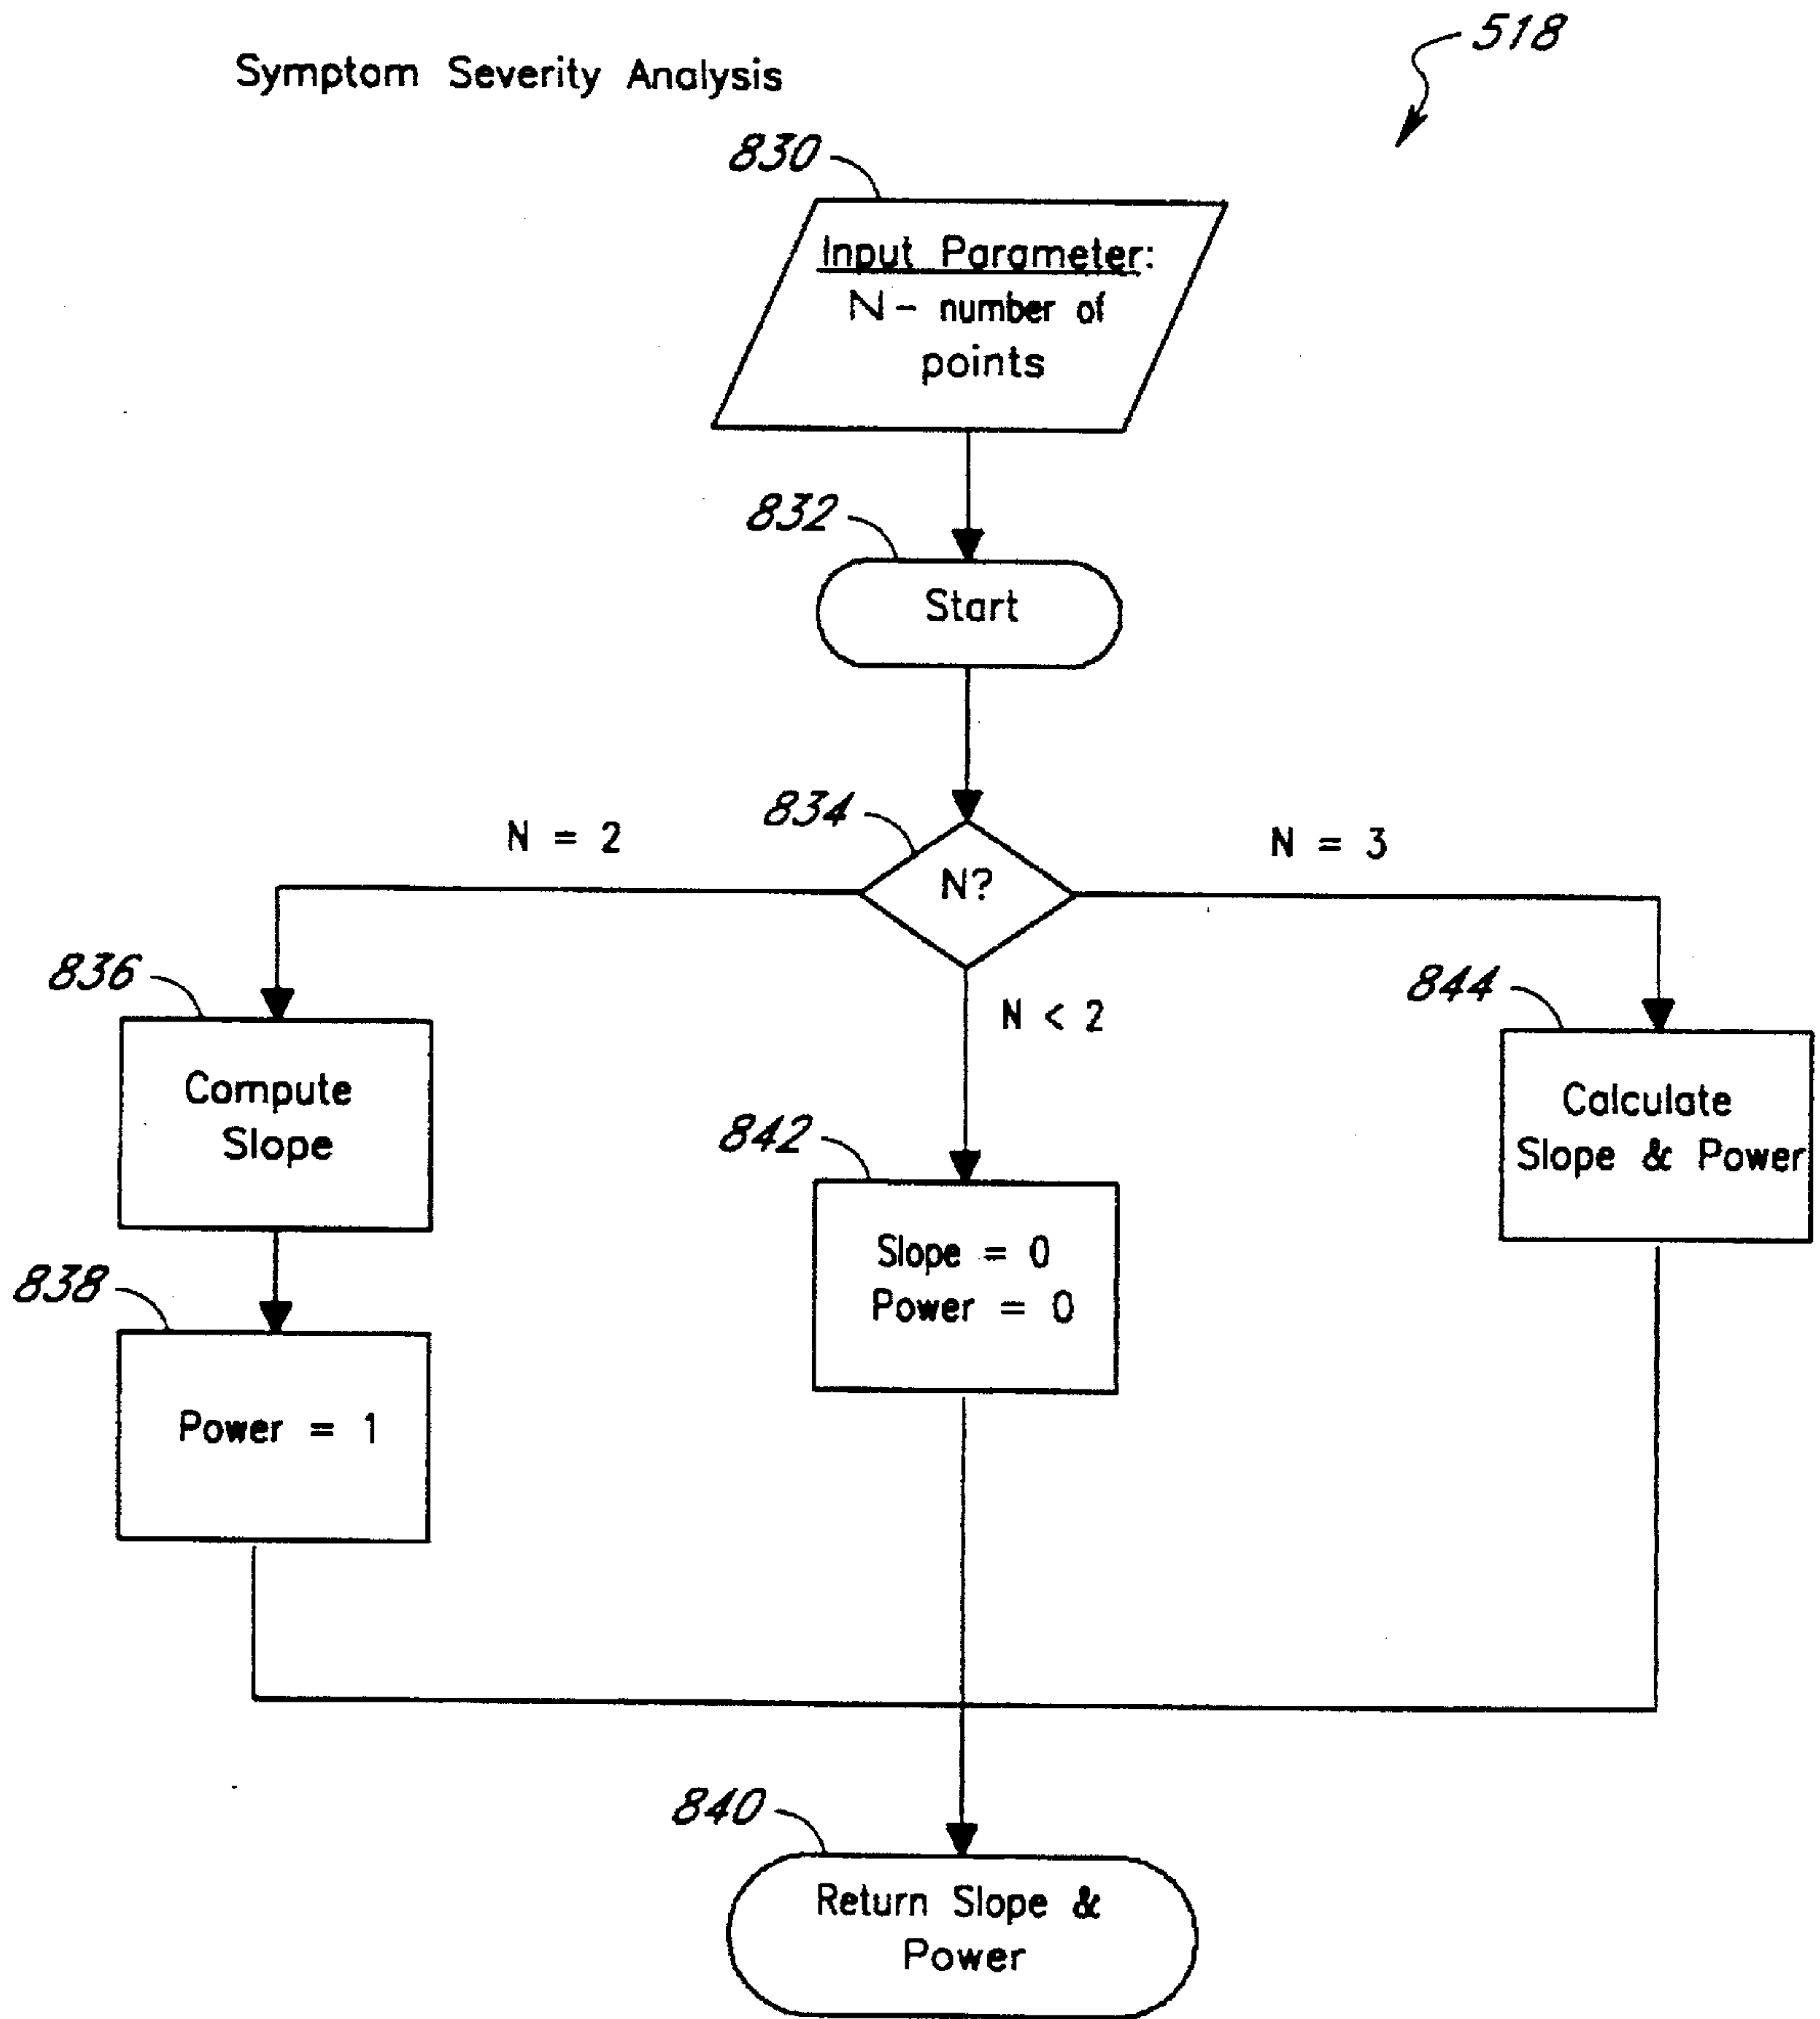 518
Symptom Severity Analysis
830
Input Parameter:
N - number of
points
832
Start
834
N = 2
N?
N = 3
836
N < 2
844
Compute
Slope
Calculate
Slope & Power
842
Slope = 0
Power = 0
838
Power = 1
840
Return Slope &
Power